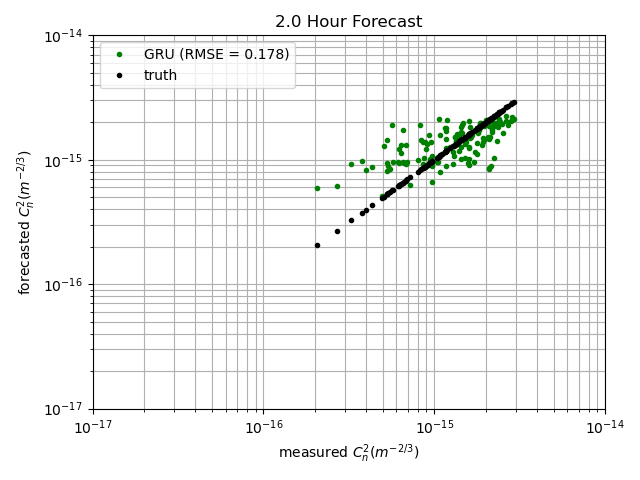 2.0 Hour Forecast
GRU (RMSE = 0.178)
truth
forecasted $C_n^2(m^{-2/3})$
10⁻¹⁴
10⁻¹⁵
10⁻¹⁶
10⁻¹⁷
10⁻¹⁷ 10⁻¹⁶ 10⁻¹⁵ 10⁻¹⁴
measured $C_n^2(m^{-2/3})$